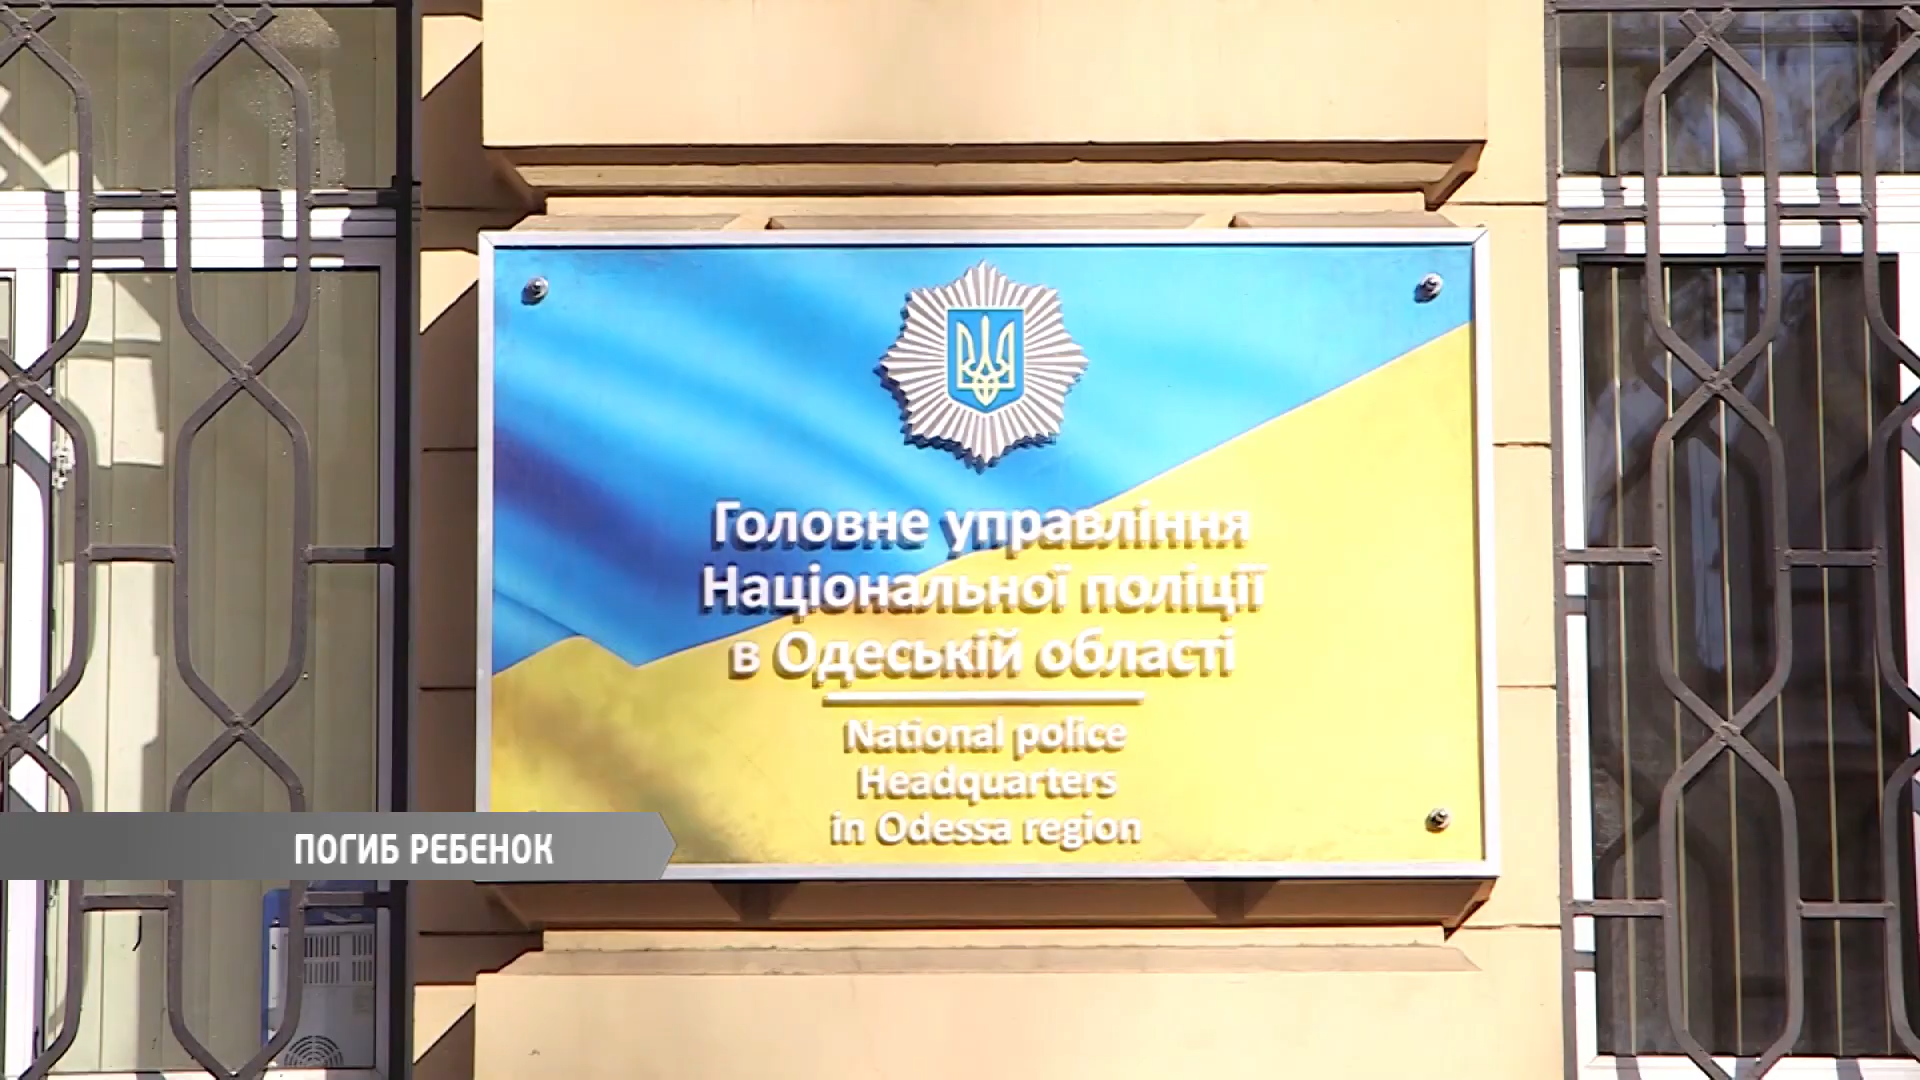 Головне управління
Національної поліції
в Одеській області
National police
Headquarters
in Odessa region
ПОГИБ РЕБЕНОК